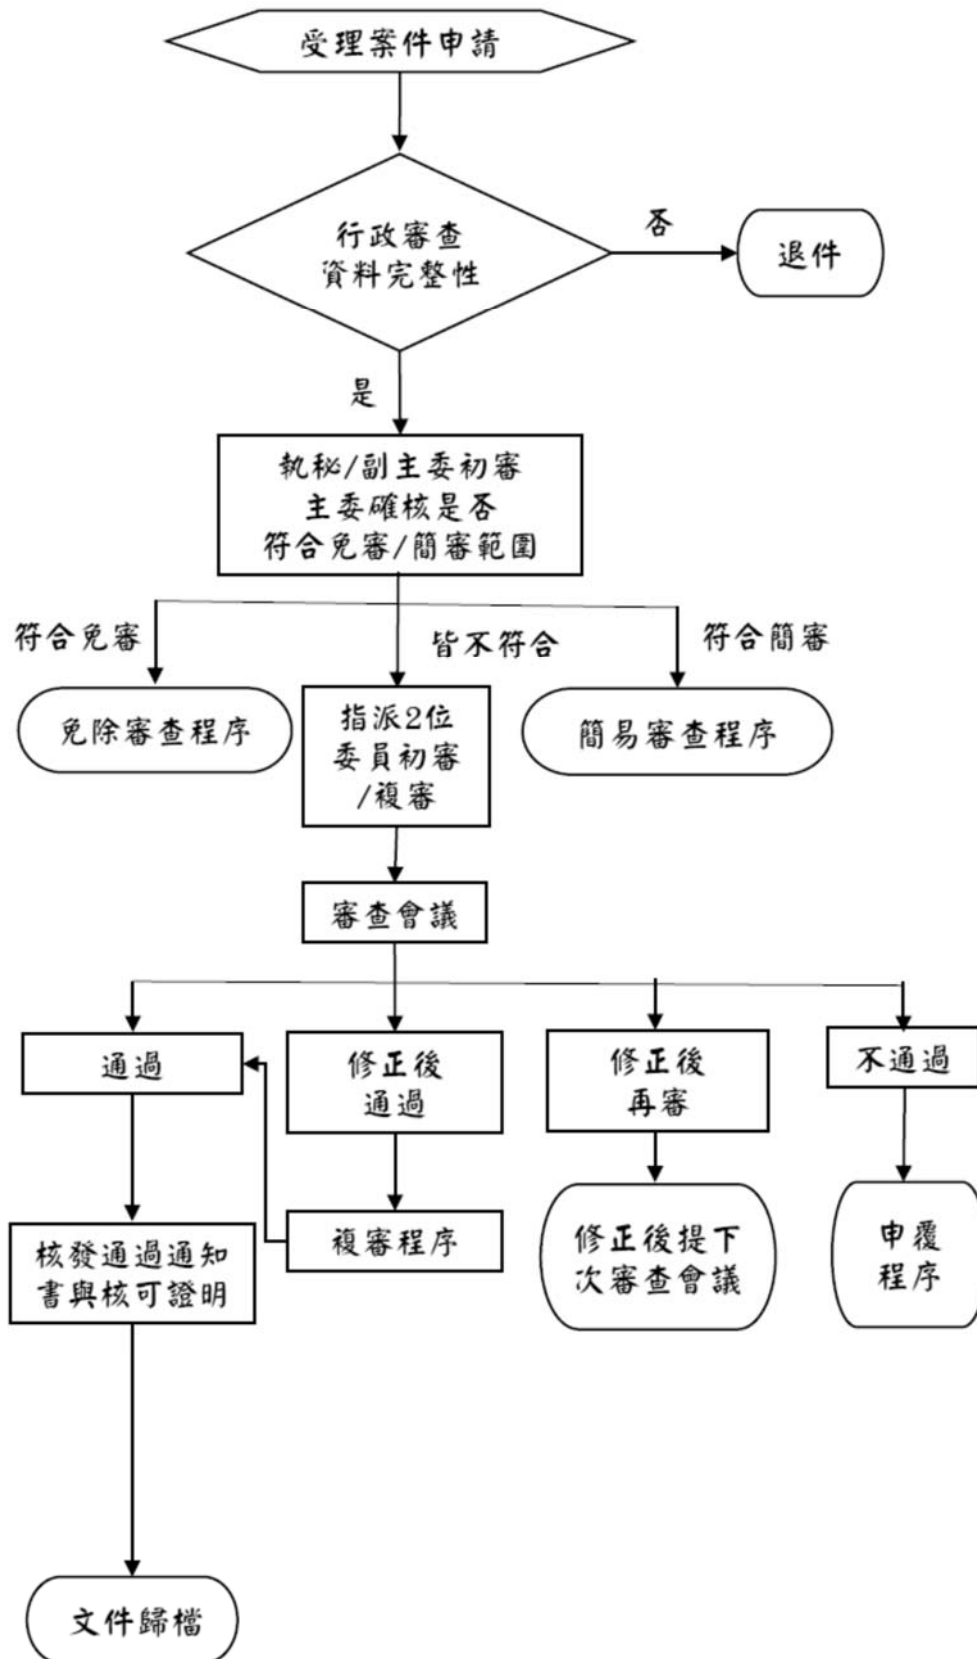 受理案件申請
行政審查
資料完整性
否
退件
是
執秘/副主委初審
主委確核是否
符合免審/簡審範圍
符合免審
皆不符合
符合簡審
免除審查程序
指派2位
委員初審
/複審
簡易審查程序
審查會議
通過
修正後
通過
修正後
再審
不通過
核發通過通知
書與核可證明
複審程序
修正後提下
次審查會議
申覆
程序
文件歸檔